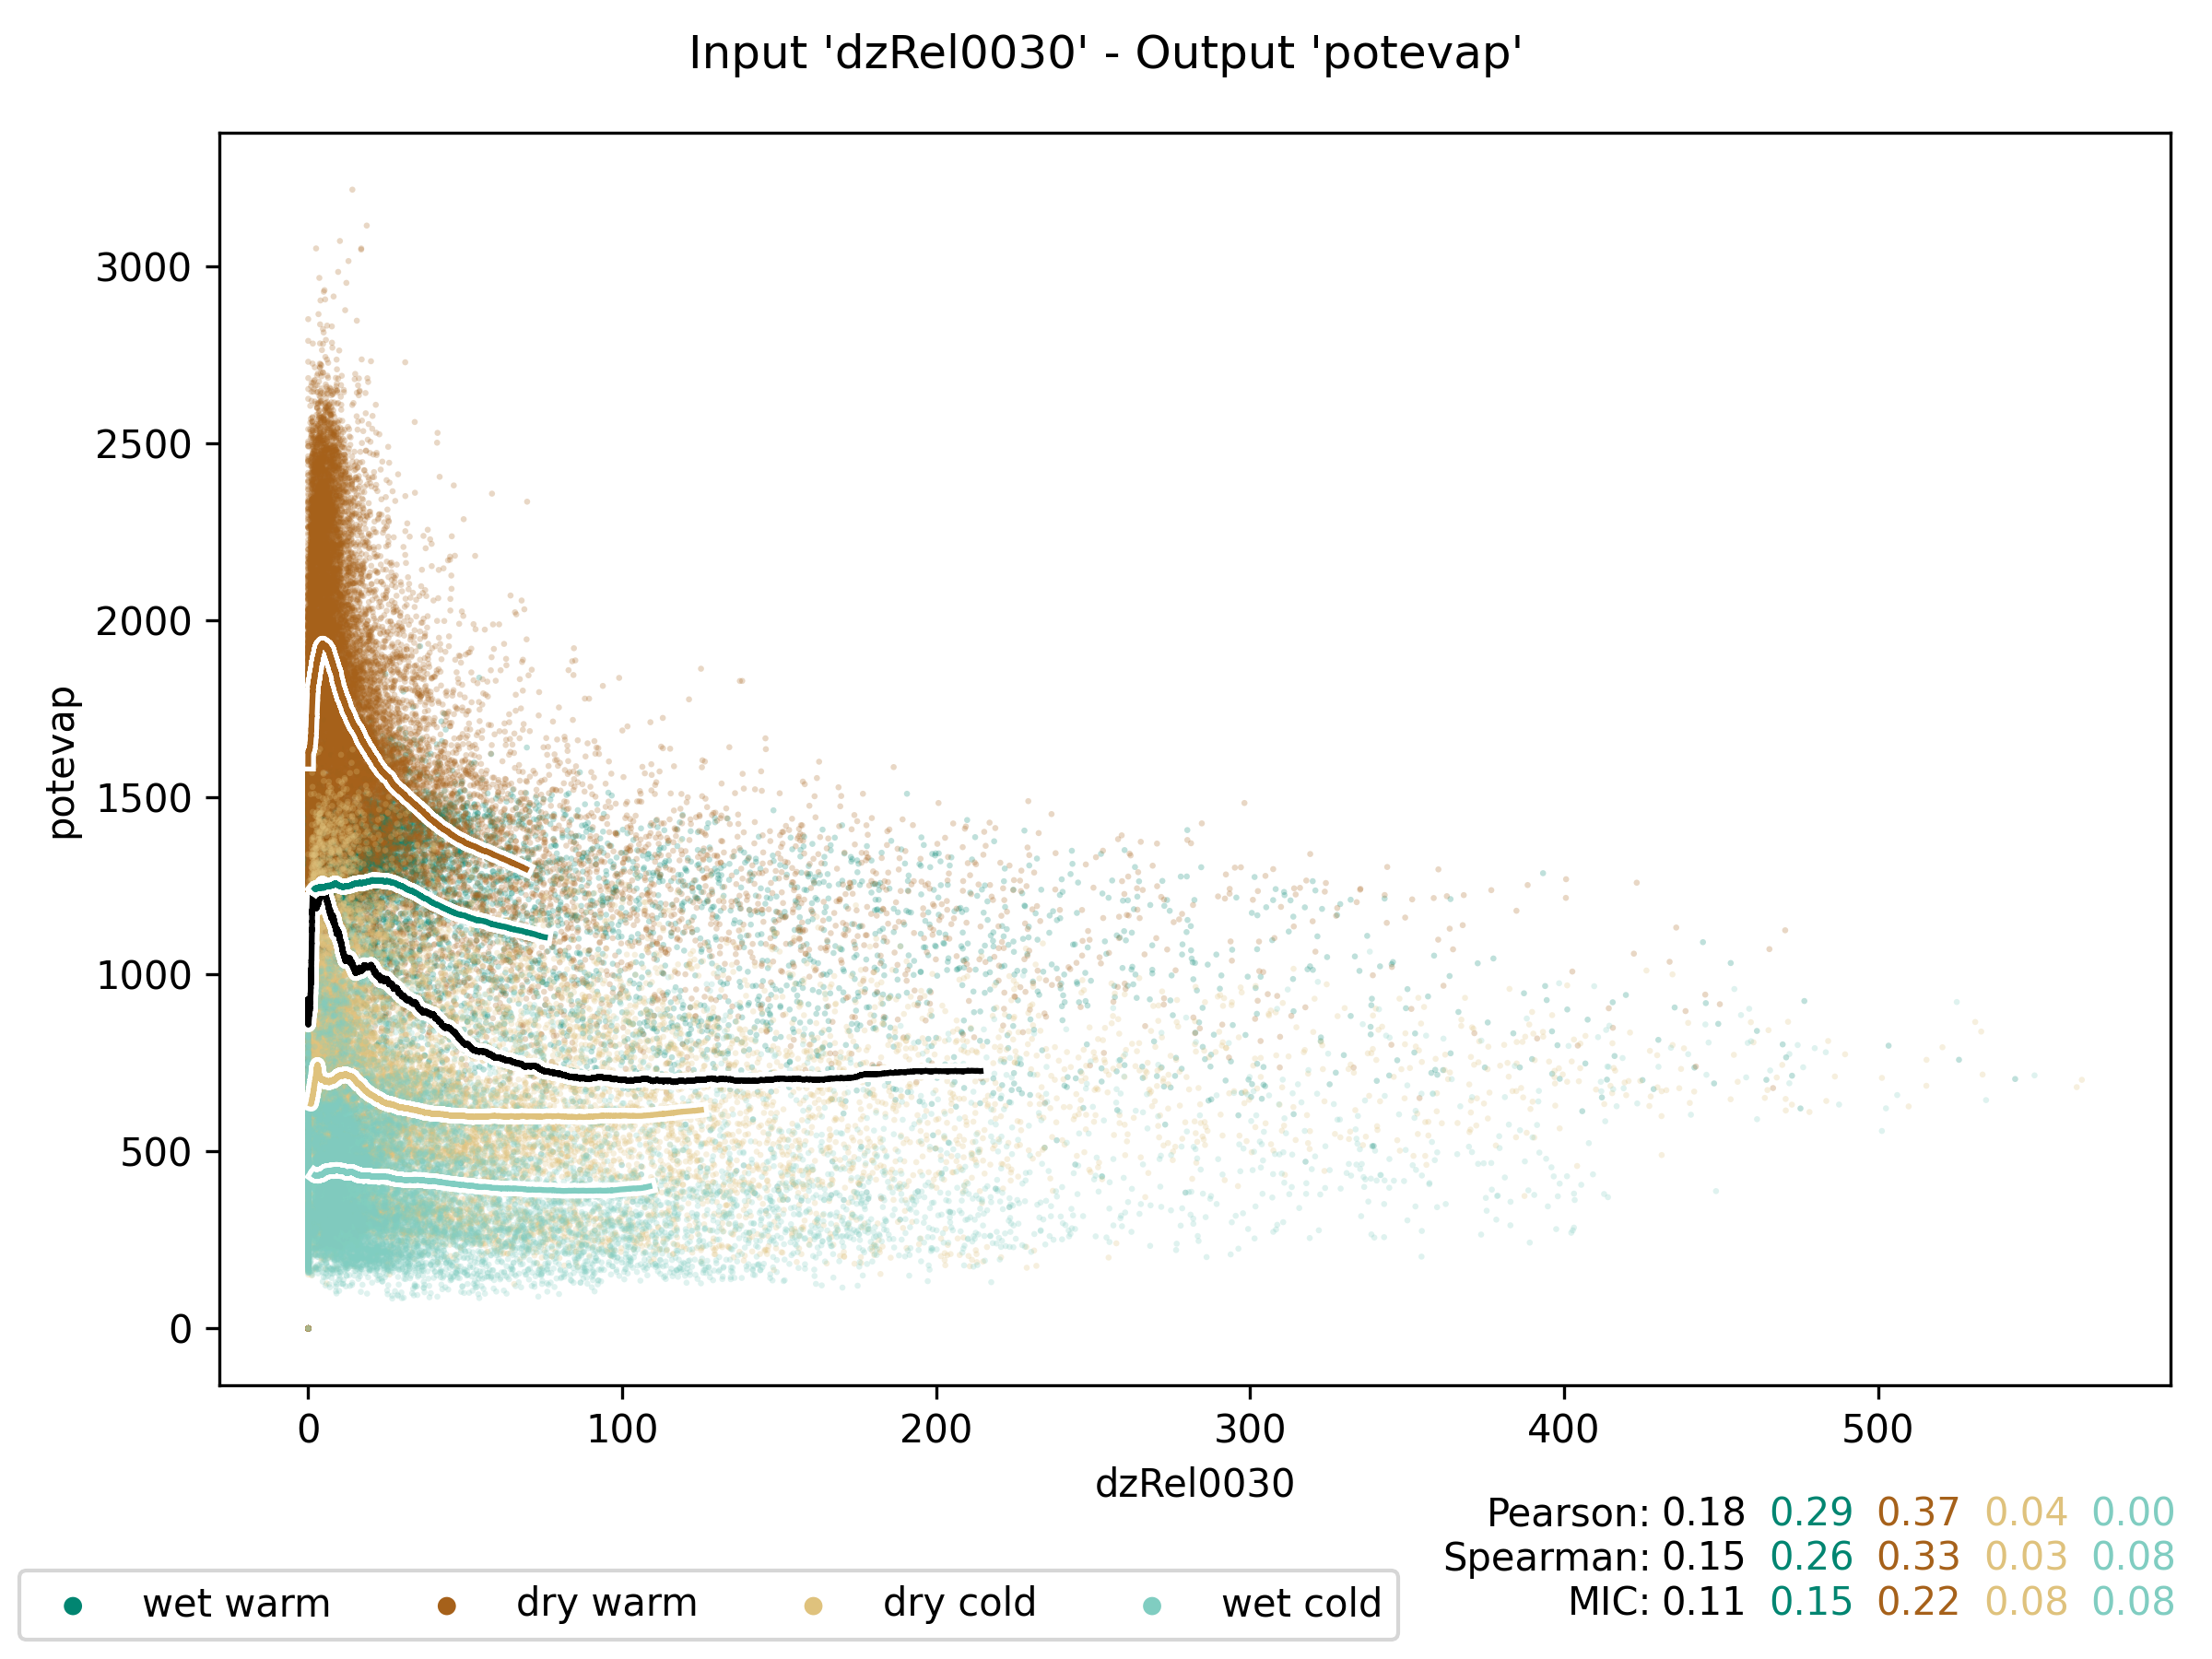 Input 'dzRel0030' - Output 'potevap'
3000
2500
2000
1500
1000
500
0
potevap
0 100 200 300 400 500
dzRel0030
Pearson: 0.18 0.29 0.37 0.04 0.00
Spearman: 0.15 0.26 0.33 0.03 0.08
MIC: 0.11 0.15 0.22 0.08 0.08
wet warm dry warm dry cold wet cold